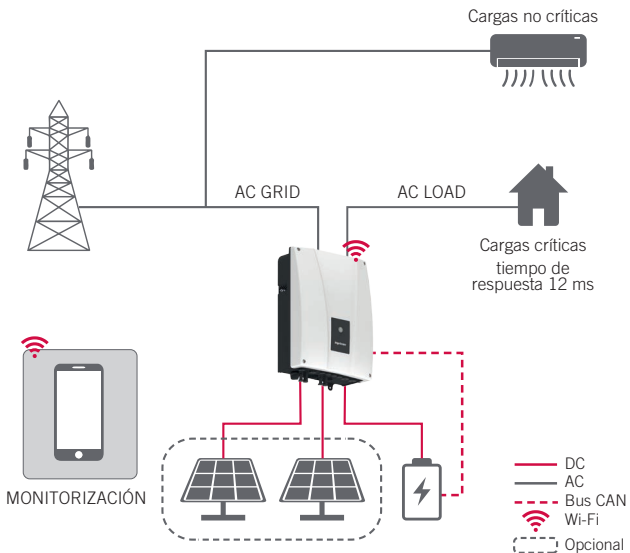 Cargas no críticas
AC GRID
AC LOAD
Cargas críticas
tiempo de
respuesta 12 ms
MONITORIZACIÓN
DC
AC
Bus CAN
Wi-Fi
Opcional